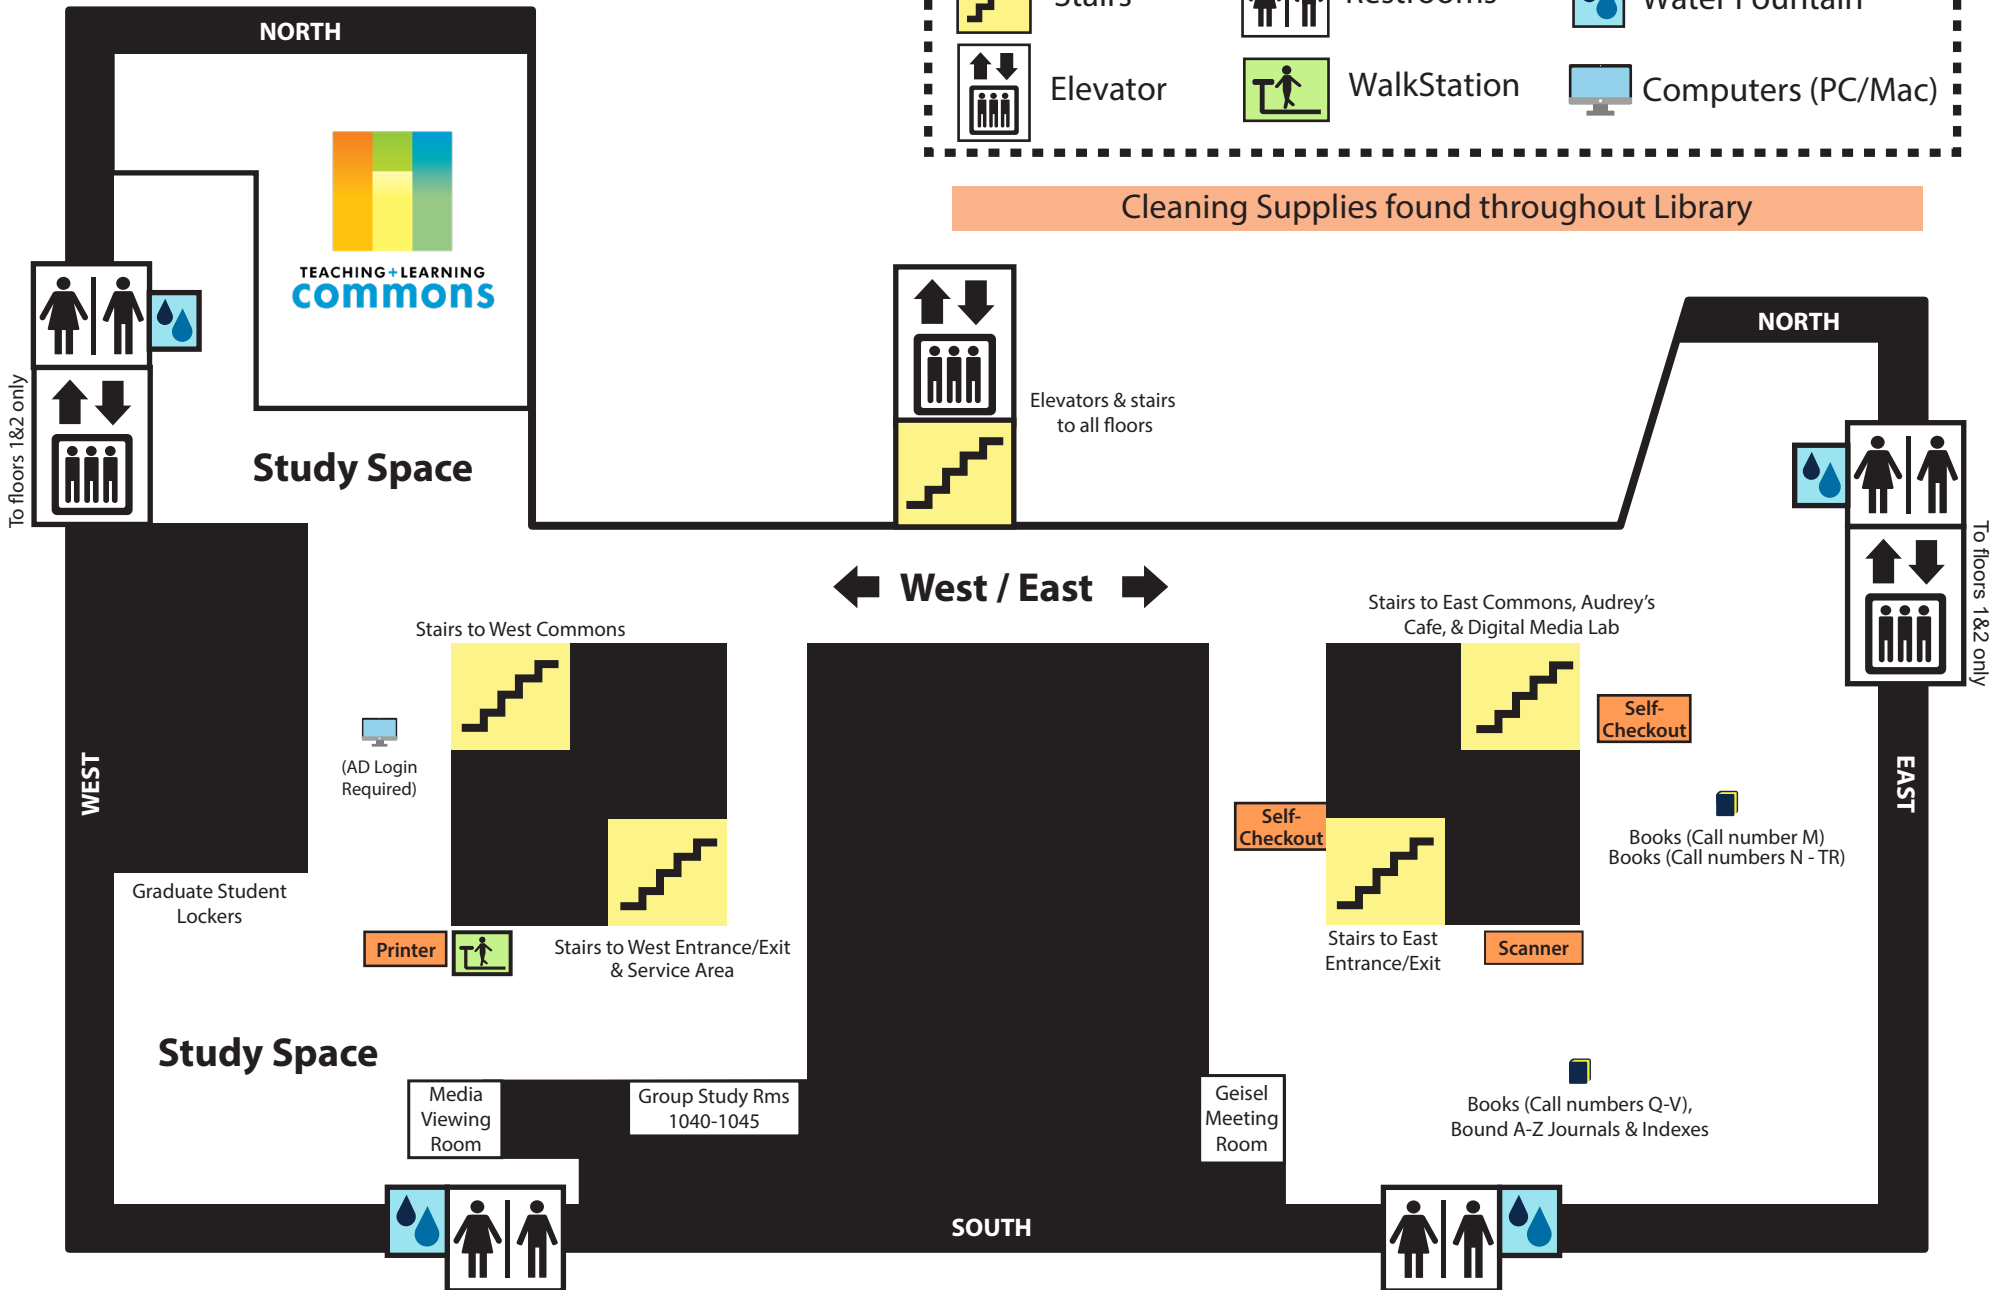 Stairs
Restrooms
Water Fountain
Elevator
WalkStation
Computers (PC/Mac)
Cleaning Supplies found throughout Library
NORTH
TEACHING+LEARNING
commons
To floors 1&2 only
Study Space
Elevators & stairs
to all floors
NORTH
To floors 1&2 only
West / East
Stairs to West Commons
Stairs to East Commons, Audrey's
Cafe, & Digital Media Lab
WEST
(AD Login
Required)
Self-
Checkout
Self-
Checkout
EAST
Books (Call number M)
Books (Call numbers N - TR)
Graduate Student
Lockers
Printer
Stairs to West Entrance/Exit
& Service Area
Stairs to East
Entrance/Exit
Scanner
Study Space
Media
Viewing
Room
Group Study Rms
1040-1045
Geisel
Meeting
Room
Books (Call numbers Q-V),
Bound A-Z Journals & Indexes
SOUTH